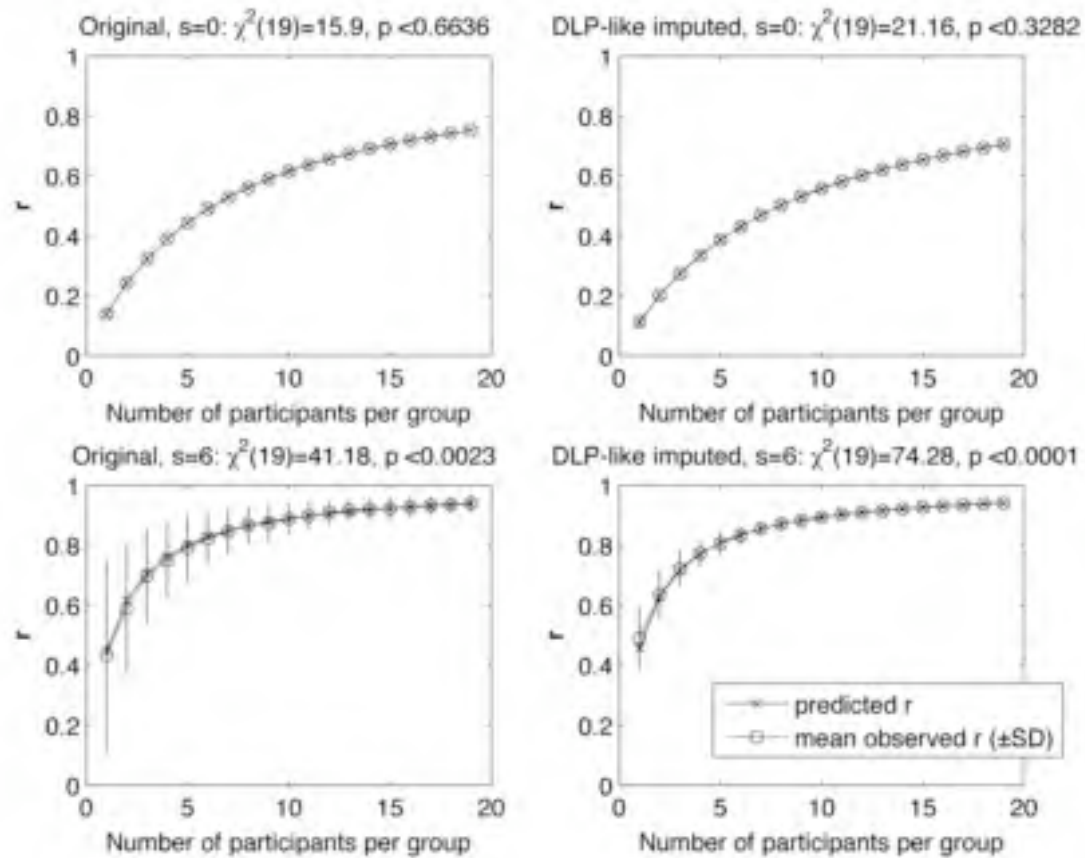 Original, s=0: χ²(19)=15.9, p <0.6636
1
0.8
0.6
0.4
0.2
0
r
0 5 10 15 20
Number of participants per group
DLP-like imputed, s=0: χ²(19)=21.16, p <0.3282
1
0.8
0.6
0.4
0.2
0
r
0 5 10 15 20
Number of participants per group
Original, s=6: χ²(19)=41.18, p <0.0023
1
0.8
0.6
0.4
0.2
0
r
0 5 10 15 20
Number of participants per group
DLP-like imputed, s=6: χ²(19)=74.28, p <0.0001
1
0.8
0.6
0.4
0.2
0
r
predicted r
mean observed r (±SD)
0 5 10 15 20
Number of participants per group